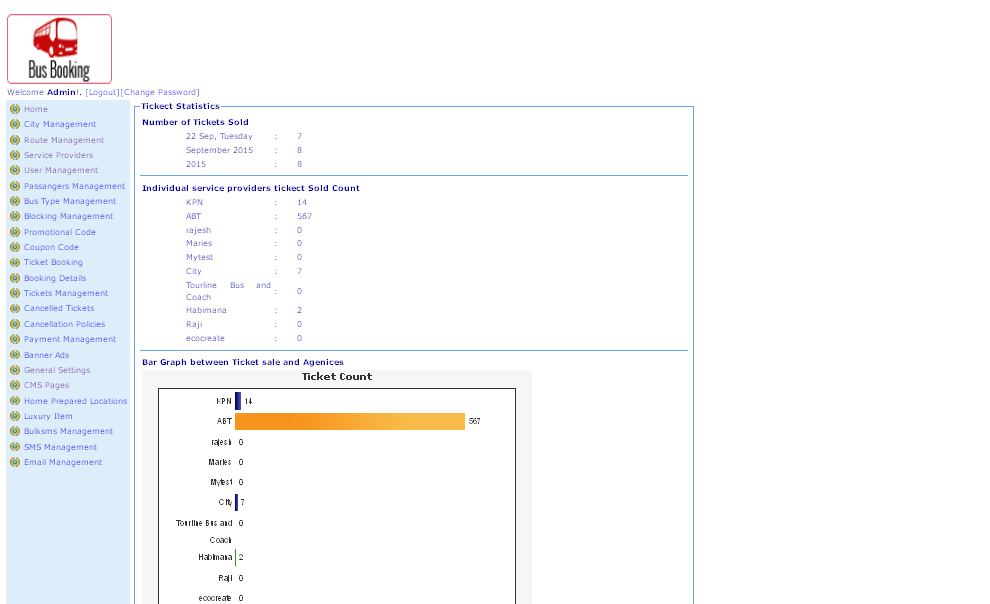 Bus Booking
Welcome Admin!. [Logout][Change Password]
Home
City Management
Route Management
Service Providers
User Management
Passangers Management
Bus Type Management
Blocking Management
Promotional Code
Coupon Code
Ticket Booking
Booking Details
Tickets Management
Cancelled Tickets
Cancellation Policies
Payment Management
Banner Ads
General Settings
CMS Pages
Home Prepared Locations
Luxury Item
Bulksms Management
SMS Management
Email Management
Tickect Statistics
Number of Tickets Sold
22 Sep, Tuesday : 7
September 2015 : 8
2015 : 8
Individual service providers tickect Sold Count
KPN : 14
ABT : 567
rajesh : 0
Maries : 0
Mytest : 0
City : 7
Tourline Bus and
Coach : 0
Habimana : 2
Raji : 0
ecocreate : 0
Bar Graph between Ticket sale and Agenices
Ticket Count
KPN 14
ABT 567
rajesh 0
Maries 0
Mytest 0
City 7
Tourline Bus and 0
Coach
Habimana 2
Raji 0
ecocreate 0